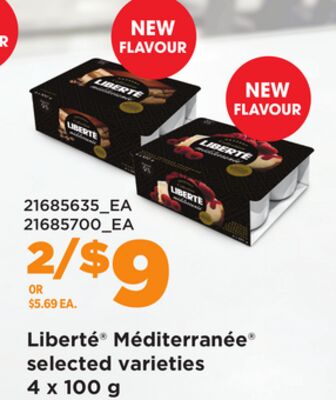 NEW
FLAVOUR
R
NEW
FLAVOUR
LIBERTÉ
méditerranée
LIBERTÉ
méditerranée
21685635_EA
21685700_EA
2/$9
OR
$5.69 EA.
Liberté® Méditerranée®
selected varieties
4 x 100 g